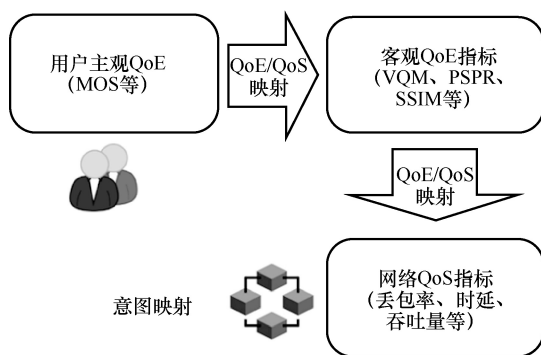 用户主观QoE
（MOS等）
QoE/QoS
映射
客观QoE指标
（VQM、PSPR、
SSIM等）
QoE/QoS
映射
意图映射
网络QoS指标
（丢包率、时延、
吞吐量等）